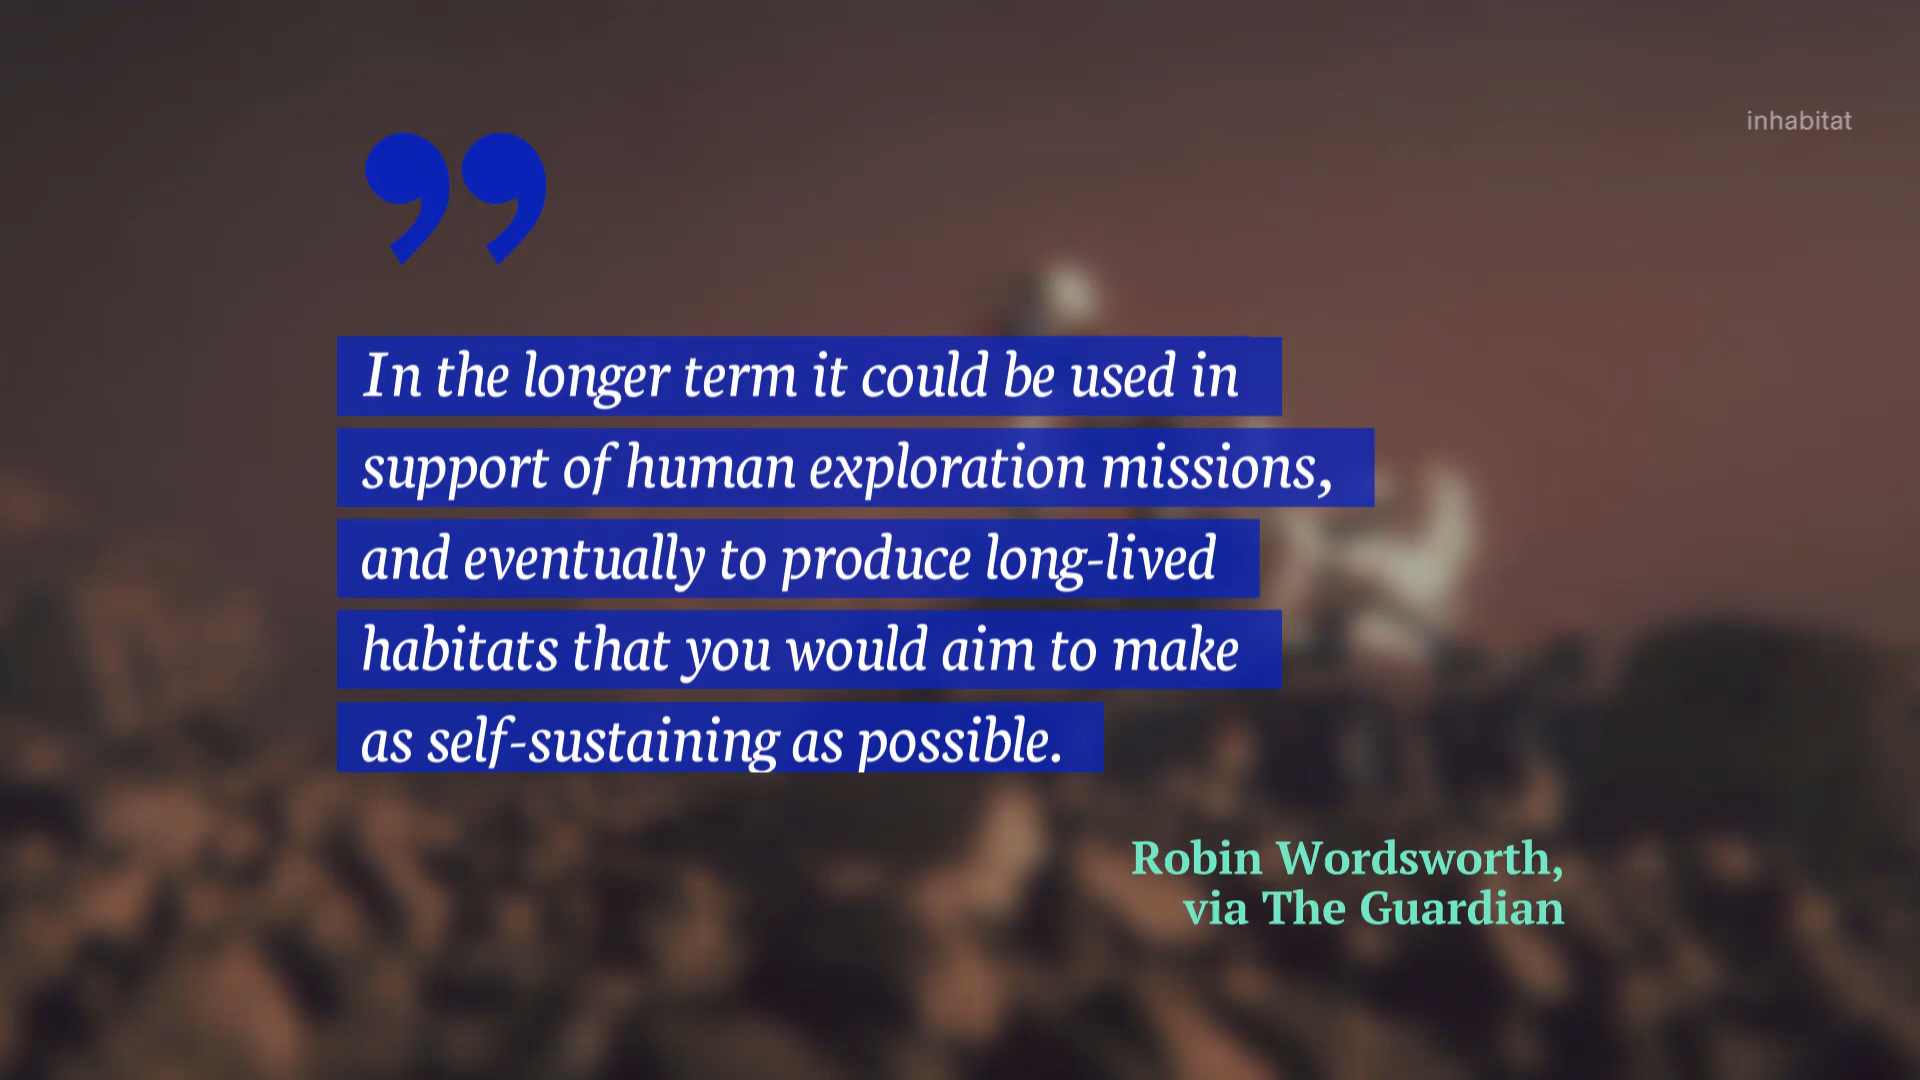 inhabitat
”
In the longer term it could be used in
support of human exploration missions,
and eventually to produce long-lived
habitats that you would aim to make
as self-sustaining as possible.
Robin Wordsworth,
via The Guardian